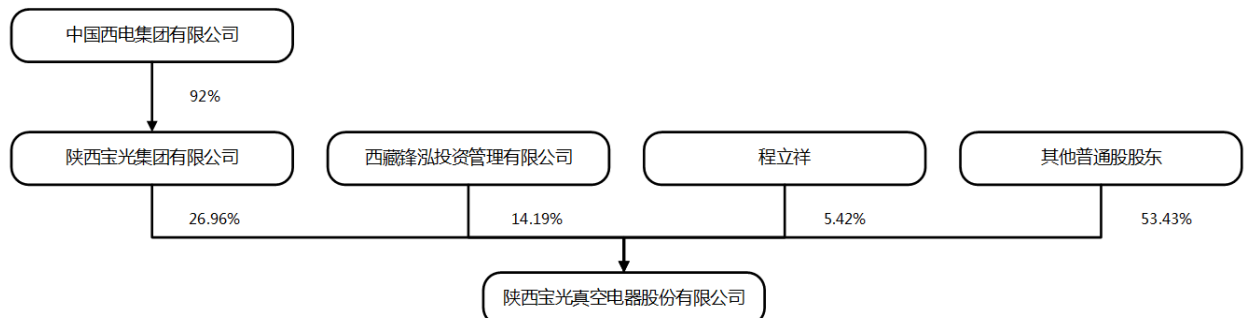 中国西电集团有限公司
92%
陕西宝光集团有限公司
西藏锋泓投资管理有限公司
程立祥
其他普通股股东
26.96%
14.19%
5.42%
53.43%
陕西宝光真空电器股份有限公司